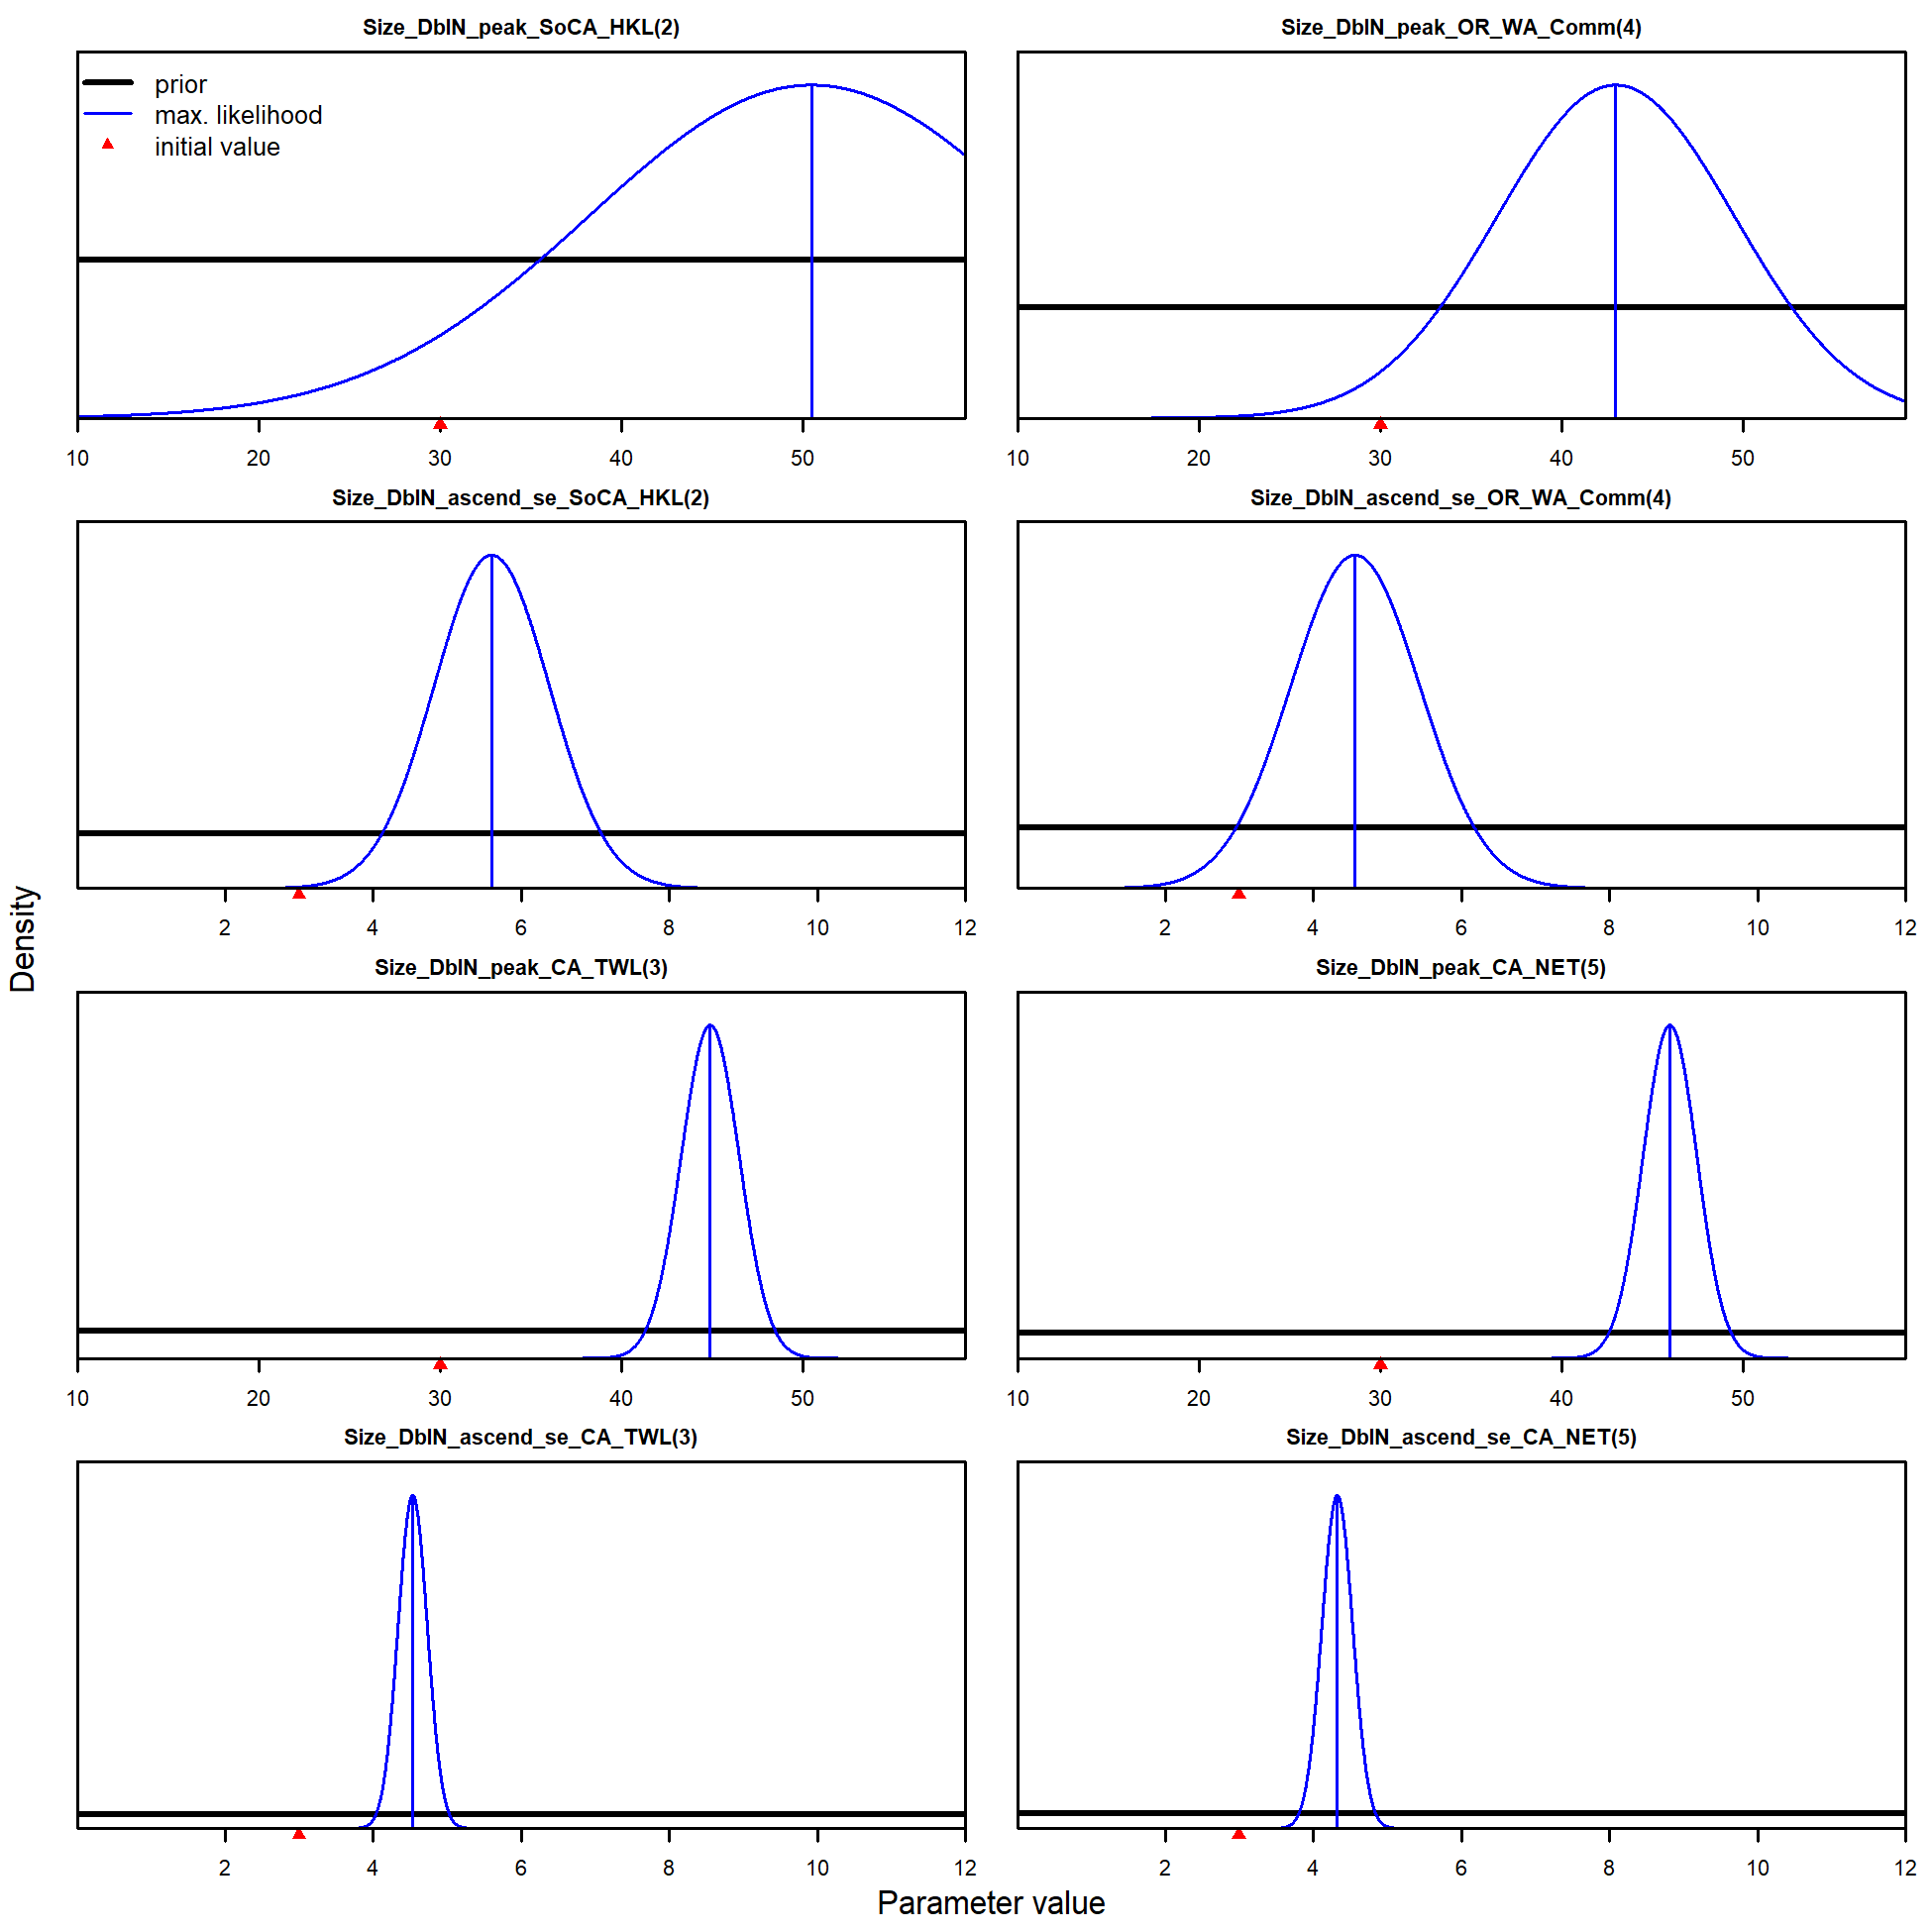 Size_DblN_peak_SoCA_HKL(2)
prior
max. likelihood
initial value
10 20 30 40 50
Size_DblN_peak_OR_WA_Comm(4)
10 20 30 40 50
Size_DblN_ascend_se_SoCA_HKL(2)
2 4 6 8 10 12
Size_DblN_ascend_se_OR_WA_Comm(4)
2 4 6 8 10 12
Density
Size_DblN_peak_CA_TWL(3)
10 20 30 40 50
Size_DblN_peak_CA_NET(5)
10 20 30 40 50
Size_DblN_ascend_se_CA_TWL(3)
2 4 6 8 10 12
Size_DblN_ascend_se_CA_NET(5)
2 4 6 8 10 12
Parameter value